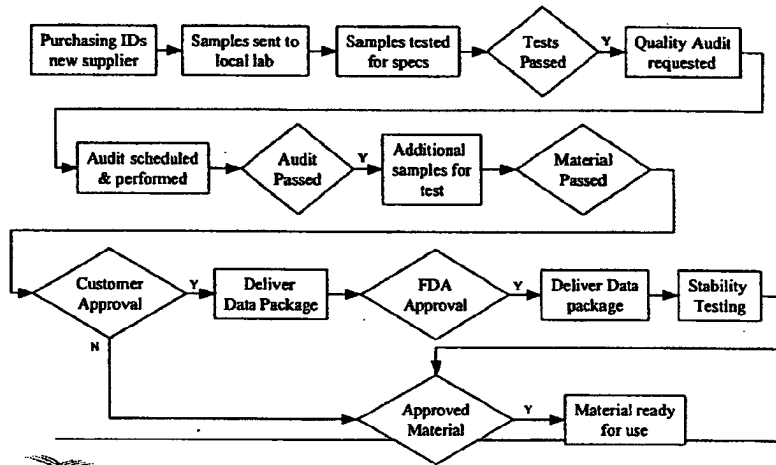 Purchasing IDs
new supplier
Samples sent to
local lab
Samples tested
for specs
Tests
Passed
Y
Quality Audit
requested
Audit scheduled
& performed
Audit
Passed
Y
Additional
samples for
test
Material
Passed
Customer
Approval
Y
Deliver
Data Package
FDA
Approval
Y
Deliver Data
package
Stability
Testing
N
Approved
Material
Y
Material ready
for use